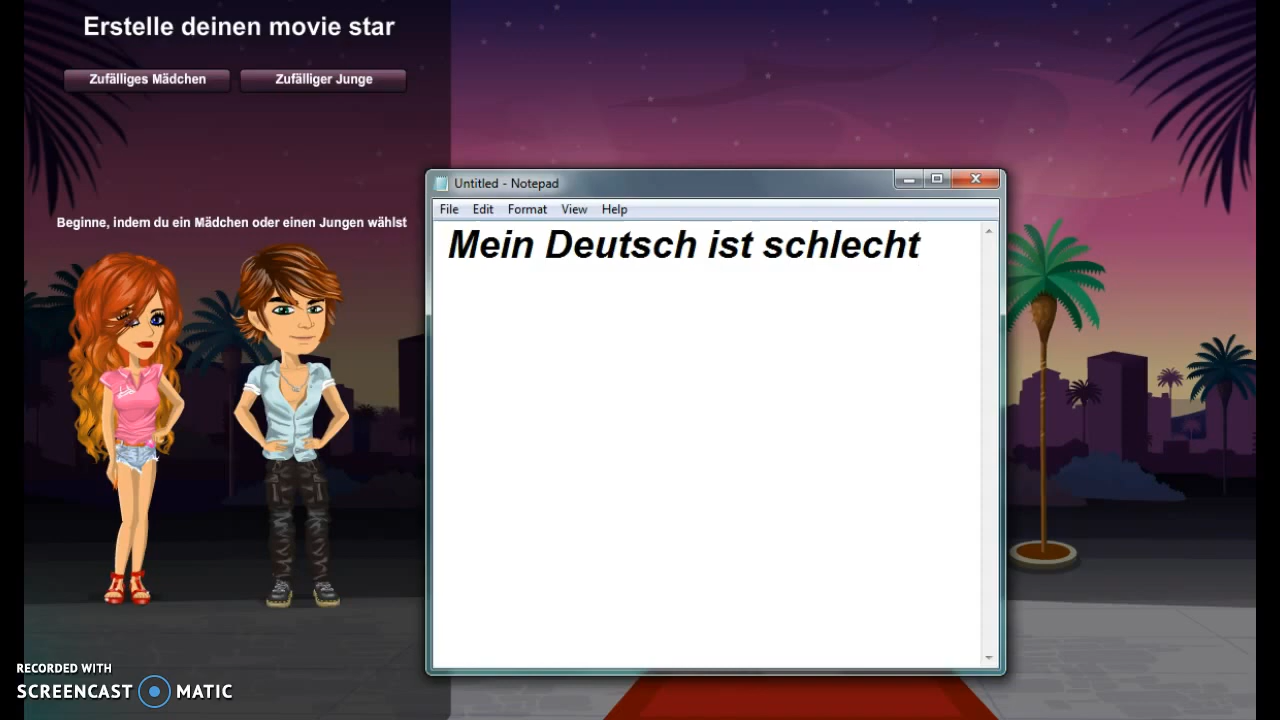 Erstelle deinen movie star
Zufälliges Mädchen
Zufälliger Junge
Beginne, indem du ein Mädchen oder einen Jungen wählst
Untitled - Notepad
File Edit Format View Help
Mein Deutsch ist schlecht
RECORDED WITH
SCREENCAST MATIC